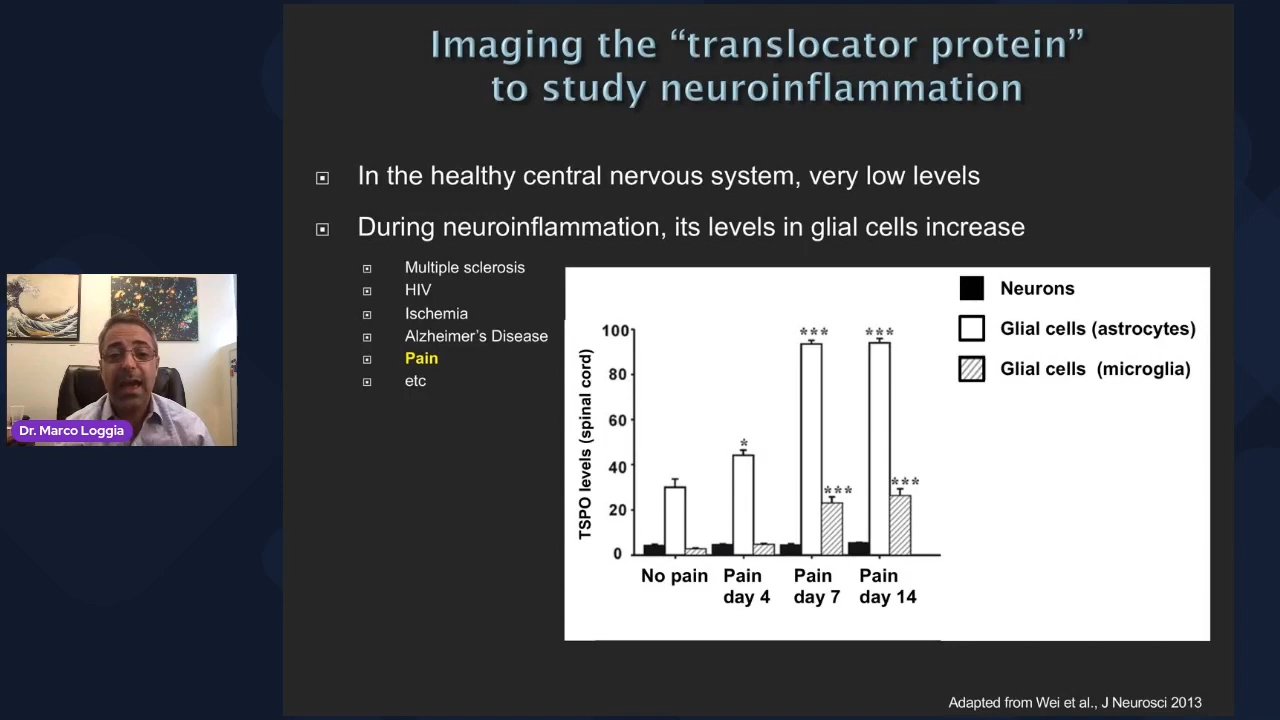 Imaging the “translocator protein”
to study neuroinflammation
In the healthy central nervous system, very low levels
During neuroinflammation, its levels in glial cells increase
Multiple sclerosis
HIV
Ischemia
Alzheimer’s Disease
Pain
etc
Neurons
Glial cells (astrocytes)
Glial cells (microglia)
TSPO levels (spinal cord)
100
80
60
40
20
0
*
***
***
***
***
No pain
Pain
day 4
Pain
day 7
Pain
day 14
Dr. Marco Loggia
Adapted from Wei et al., J Neurosci 2013